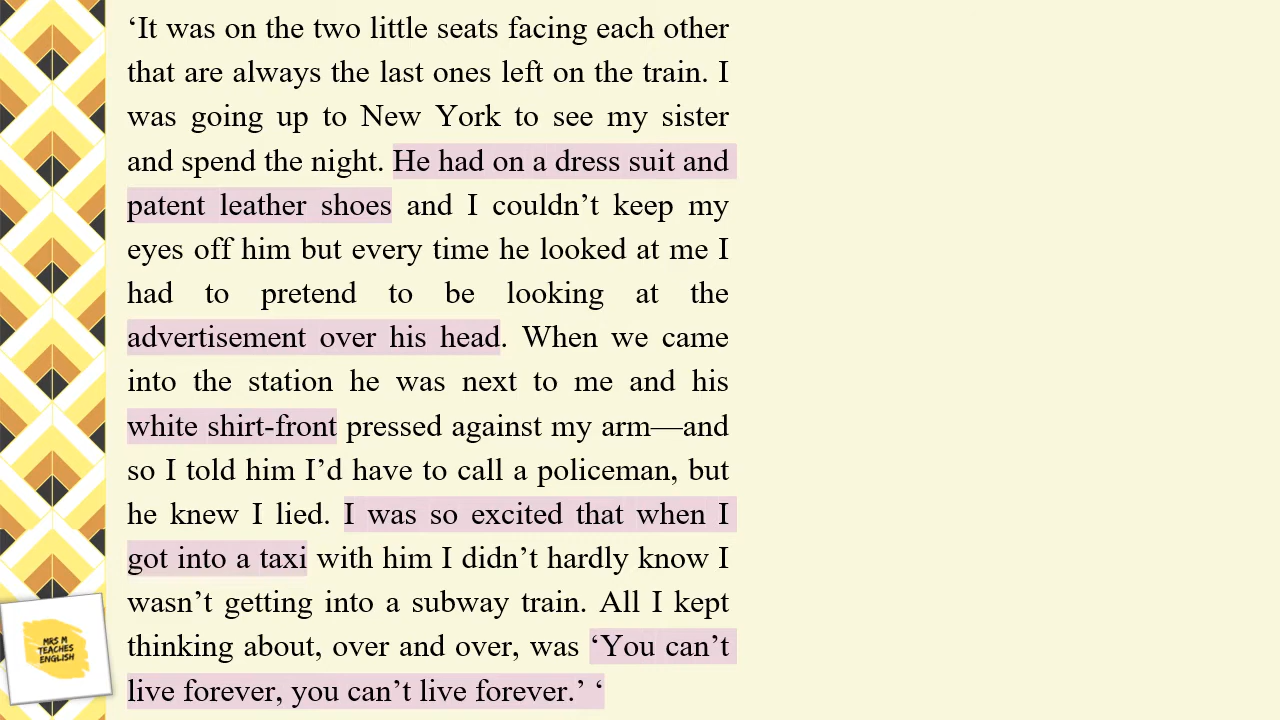 ‘It was on the two little seats facing each other
that are always the last ones left on the train. I
was going up to New York to see my sister
and spend the night. He had on a dress suit and
patent leather shoes and I couldn’t keep my
eyes off him but every time he looked at me I
had to pretend to be looking at the
advertisement over his head. When we came
into the station he was next to me and his
white shirt-front pressed against my arm—and
so I told him I’d have to call a policeman, but
he knew I lied. I was so excited that when I
got into a taxi with him I didn’t hardly know I
wasn’t getting into a subway train. All I kept
thinking about, over and over, was ‘You can’t
live forever, you can’t live forever.’ ‘
MRS M
TEACHES
ENGLISH